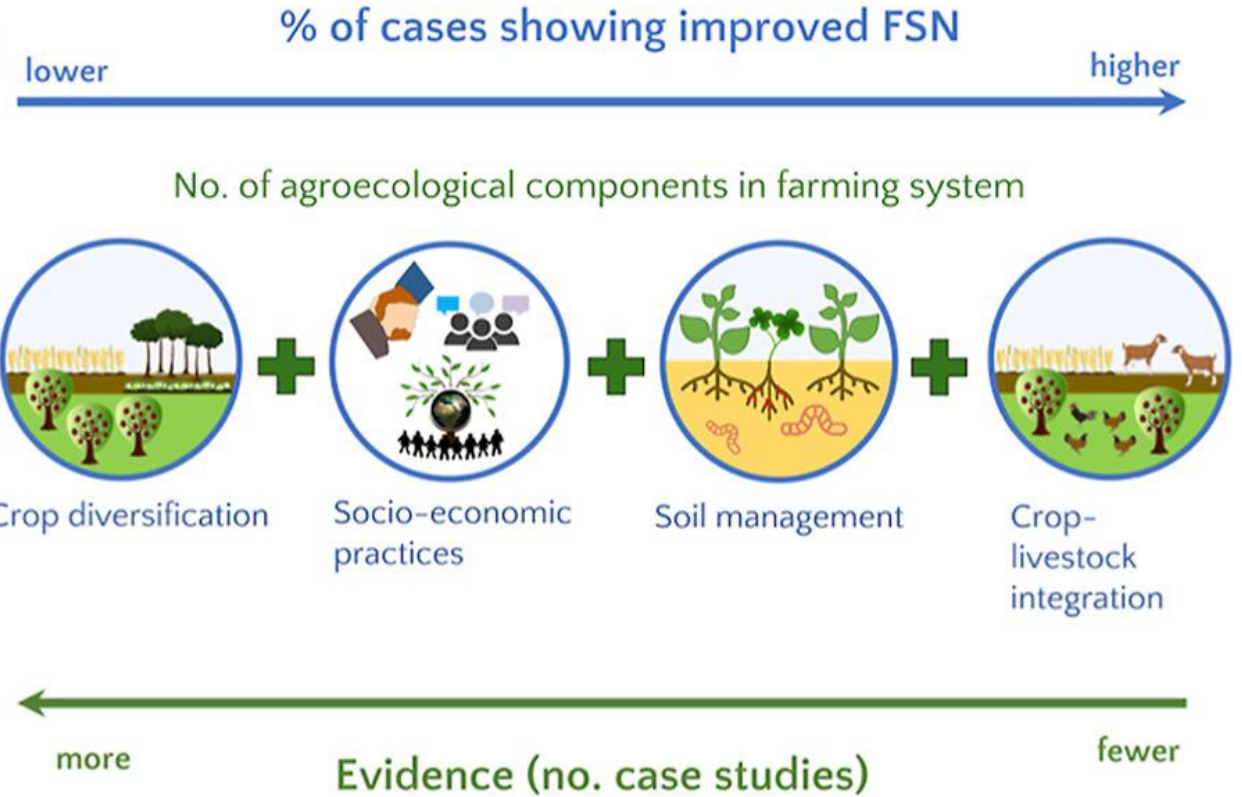 % of cases showing improved FSN
lower
higher
No. of agroecological components in farming system
Crop diversification
Socio-economic
practices
Soil management
Crop-
livestock
integration
more
fewer
Evidence (no. case studies)